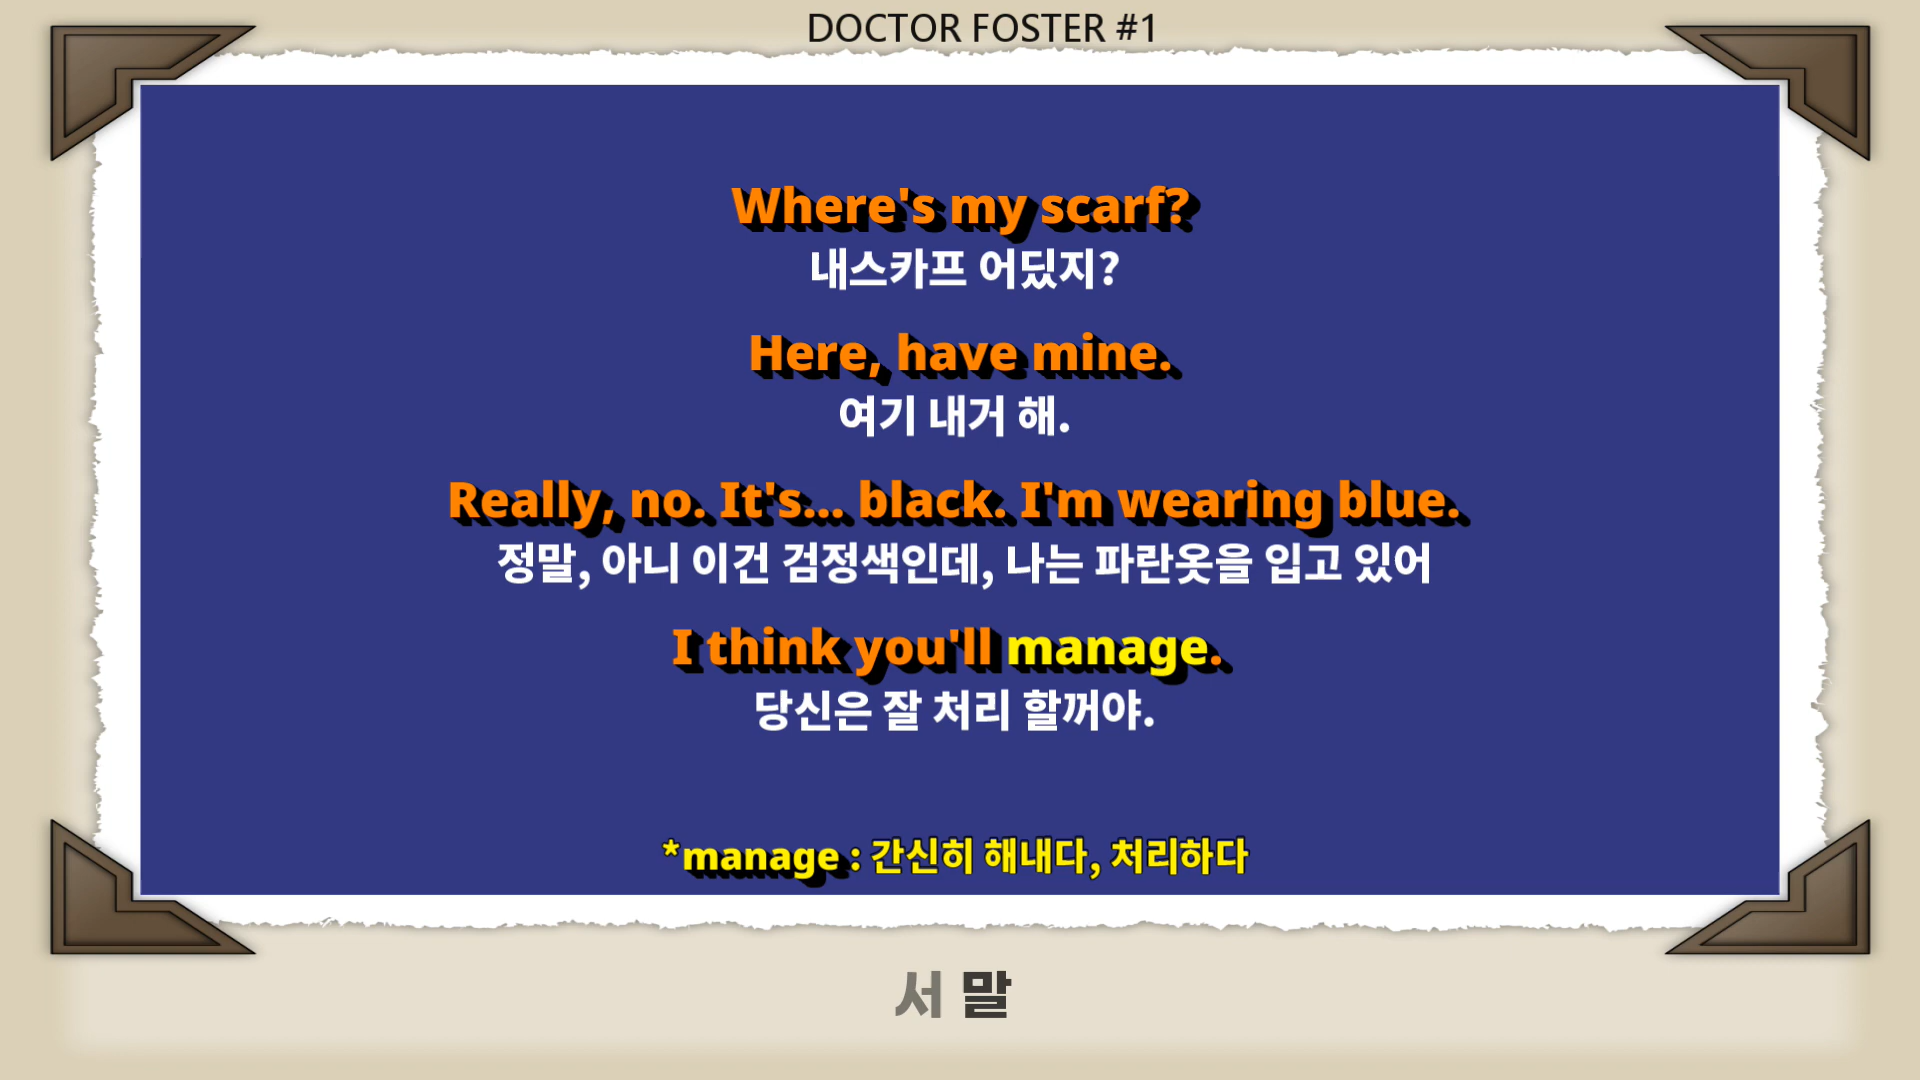 DOCTOR FOSTER #1
Where's my scarf?
내스카프 어딨지?
Here, have mine.
여기 내거 해.
Really, no. It's... black. I'm wearing blue.
정말, 아니 이건 검정색인데, 나는 파란옷을 입고 있어
I think you'll manage.
당신은 잘 처리 할꺼야.
*manage : 간신히 해내다, 처리하다
서 말